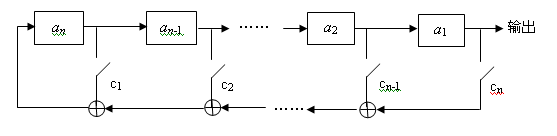 aₙ aₙ₋₁ …… a₂ a₁ 输出
c₁ c₂ cₙ₋₁ cₙ
……